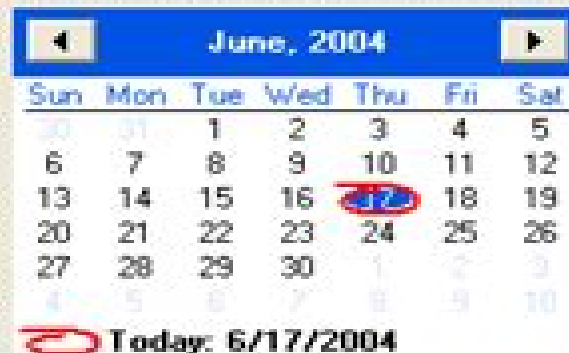 June, 2004
Sun Mon Tue Wed Thu Fri Sat
30 31 1 2 3 4 5
6 7 8 9 10 11 12
13 14 15 16 17 18 19
20 21 22 23 24 25 26
27 28 29 30 1 2 3
4 5 6 7 8 9 10
Today: 6/17/2004